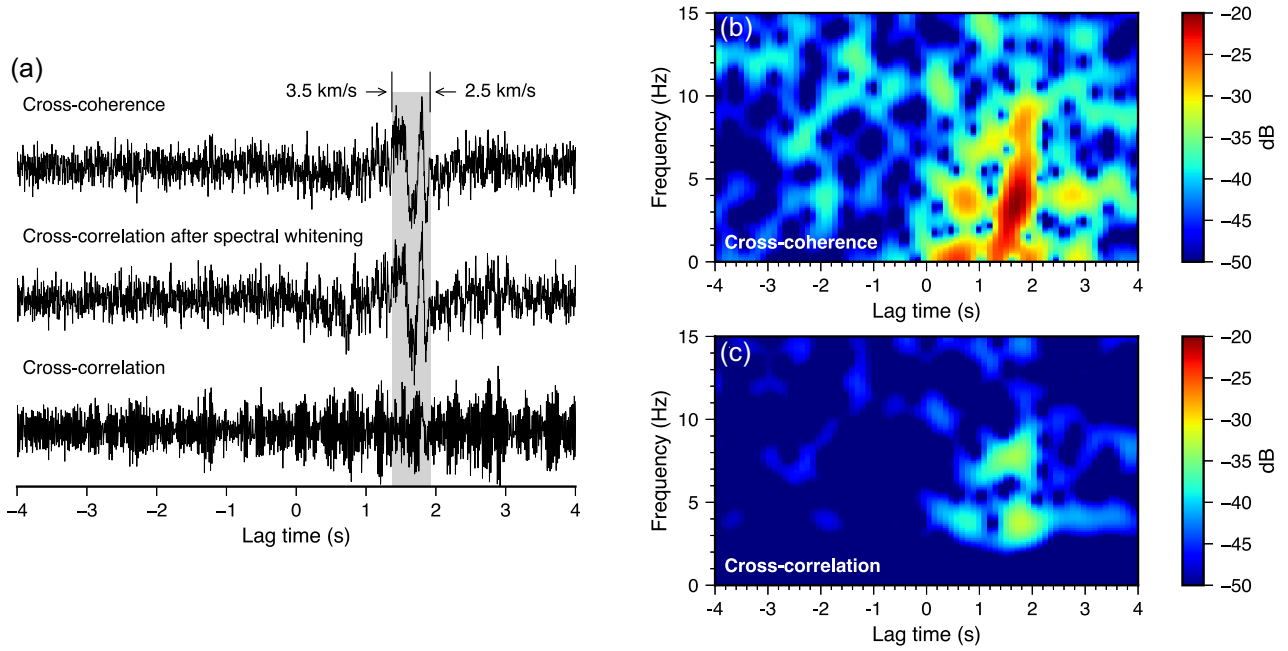 (a)
3.5 km/s
2.5 km/s
Cross-coherence
Cross-correlation after spectral whitening
Cross-correlation
−4 −3 −2 −1 0 1 2 3 4
Lag time (s)
(b)
15
10
5
0
Frequency (Hz)
Cross-coherence
−4 −3 −2 −1 0 1 2 3 4
Lag time (s)
−20
−25
−30
−35
−40
−45
−50
dB
(c)
15
10
5
0
Frequency (Hz)
Cross-correlation
−4 −3 −2 −1 0 1 2 3 4
Lag time (s)
−20
−25
−30
−35
−40
−45
−50
dB